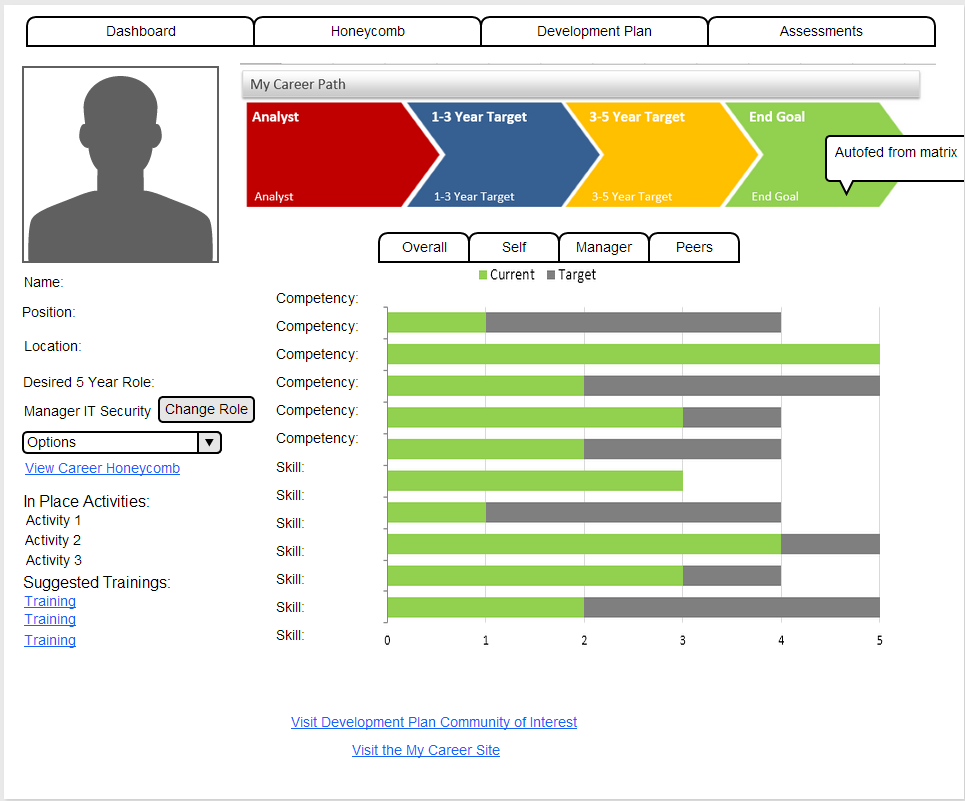 Dashboard Honeycomb Development Plan Assessments
My Career Path
Analyst 1-3 Year Target 3-5 Year Target End Goal
Autofed from matrix
Analyst 1-3 Year Target 3-5 Year Target End Goal
Overall Self Manager Peers
Current Target
Name:
Position:
Location:
Desired 5 Year Role:
Manager IT Security Change Role
Options
View Career Honeycomb
In Place Activities:
Activity 1
Activity 2
Activity 3
Suggested Trainings:
Training
Training
Training
Competency:
Competency:
Competency:
Competency:
Competency:
Competency:
Skill:
Skill:
Skill:
Skill:
Skill:
Skill:
Skill:
0 1 2 3 4 5
Visit Development Plan Community of Interest
Visit the My Career Site